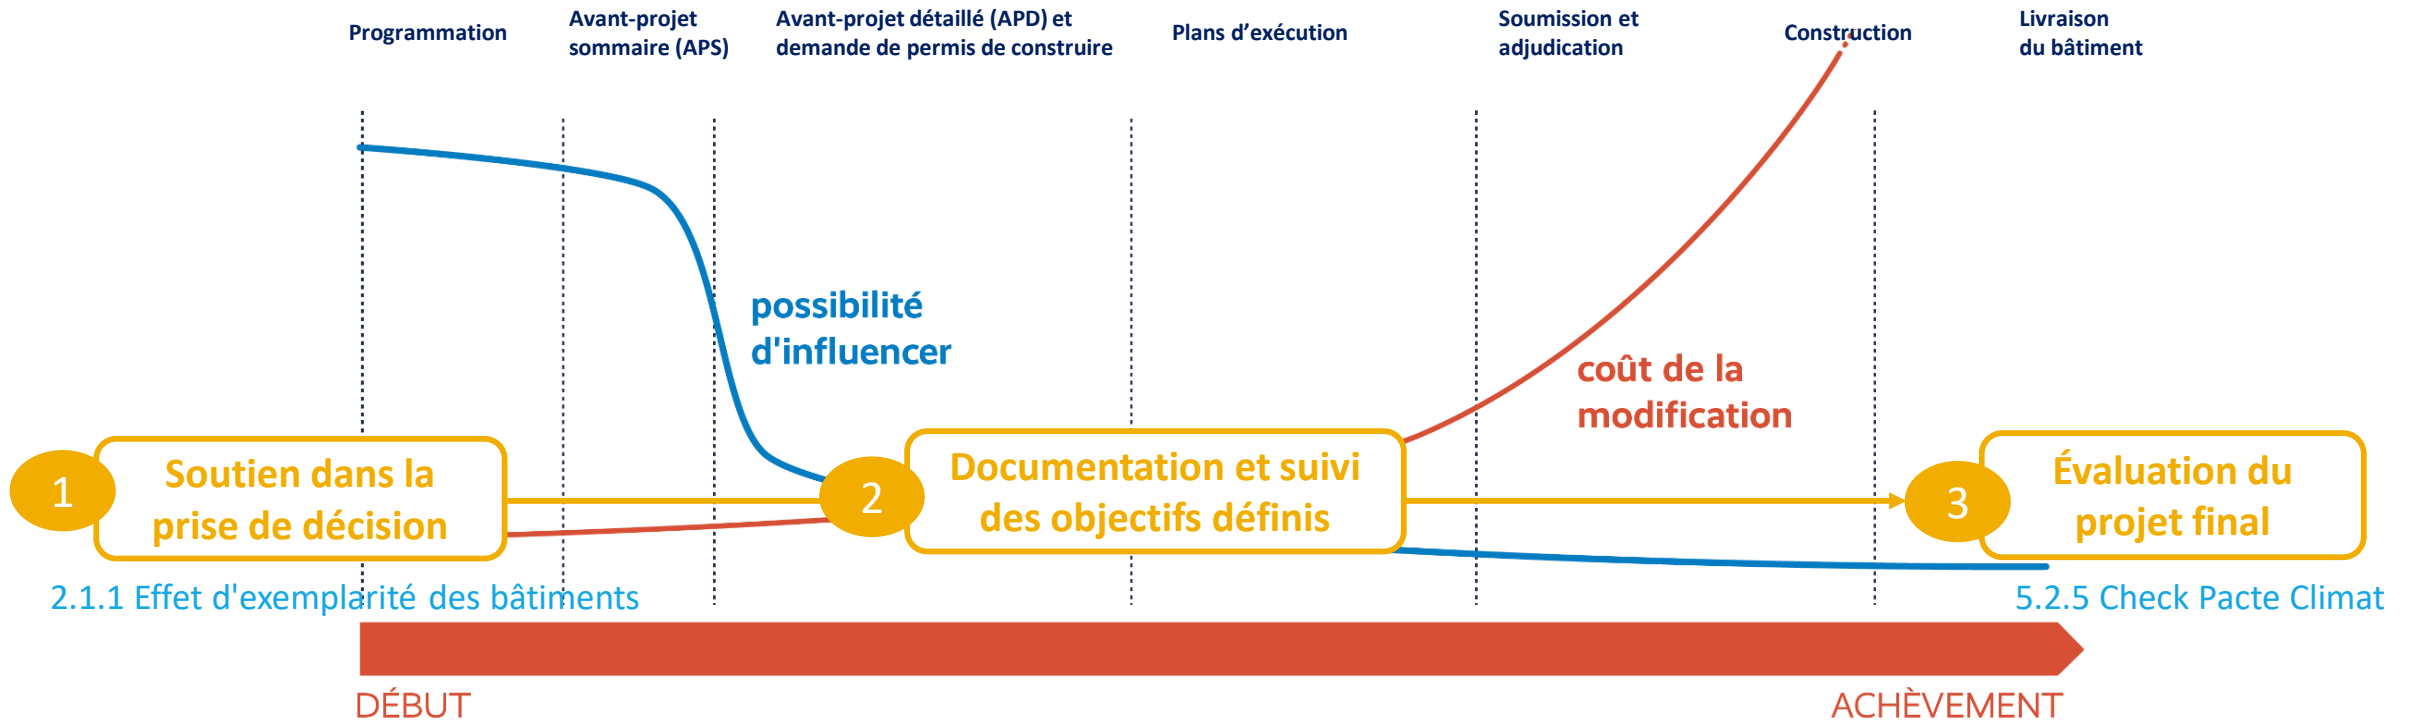 Programmation
Avant-projet
sommaire (APS)
Avant-projet détaillé (APD) et
demande de permis de construire
Plans d’exécution
Soumission et
adjudication
Construction
Livraison
du bâtiment
possibilité
d'influencer
coût de la
modification
1
Soutien dans la
prise de décision
2
Documentation et suivi
des objectifs définis
3
Évaluation du
projet final
2.1.1 Effet d'exemplarité des bâtiments
5.2.5 Check Pacte Climat
DÉBUT
ACHÈVEMENT